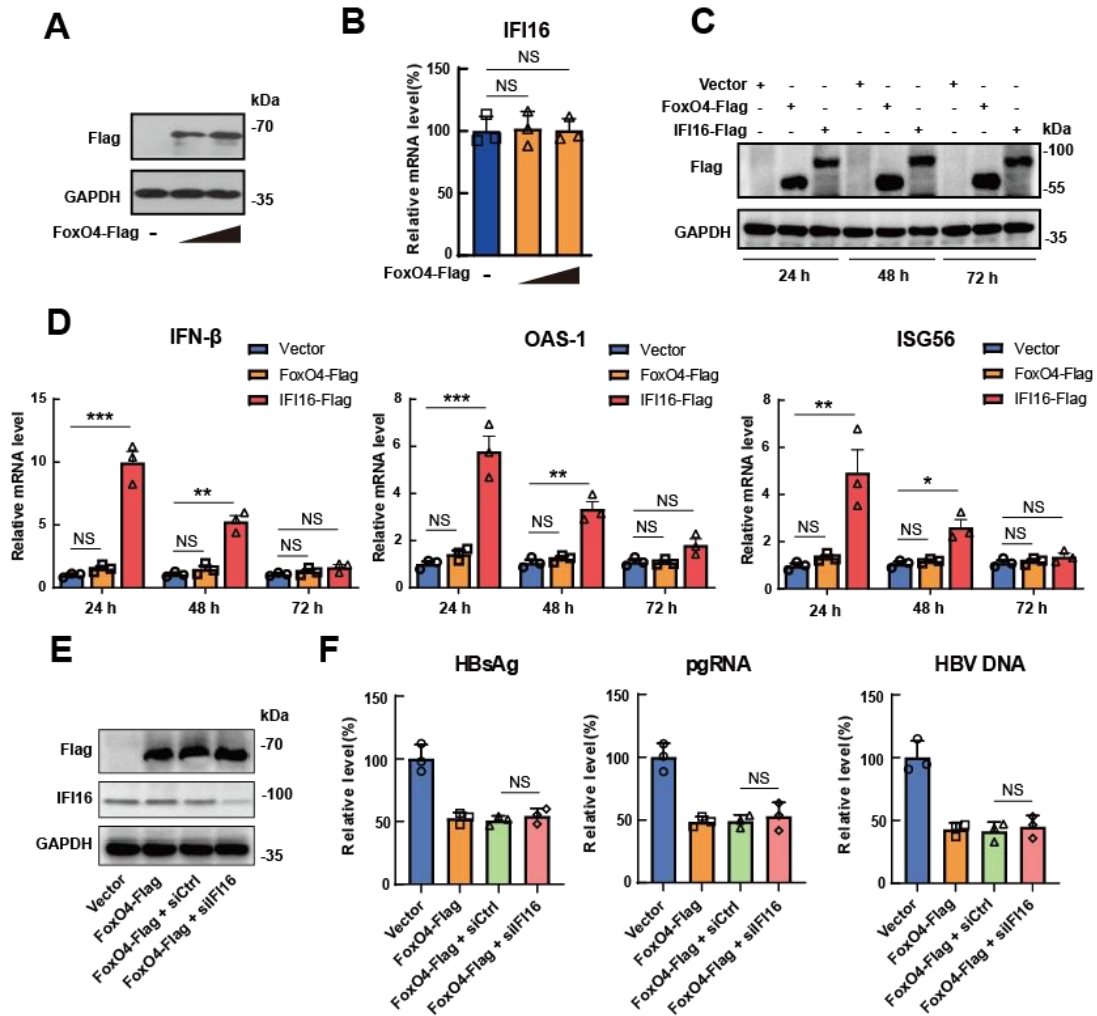 A
kDa
Flag
-70
GAPDH
-35
FoxO4-Flag
-
B
IFI16
Relative mRNA level(%)
150
100
50
0
NS
NS
FoxO4-Flag
-
C
Vector + - - + - - + - -
FoxO4-Flag - + - - + - - + -
IFI16-Flag - - + - - + - - +
kDa
-100
Flag
-55
GAPDH
-35
24 h 48 h 72 h
D
IFN-β
Vector
FoxO4-Flag
IFI16-Flag
Relative mRNA level
15
10
5
0
***
NS
**
NS
NS
NS
24 h 48 h 72 h
OAS-1
Vector
FoxO4-Flag
IFI16-Flag
Relative mRNA level
8
6
4
2
0
***
NS
**
NS
NS
NS
24 h 48 h 72 h
ISG56
Vector
FoxO4-Flag
IFI16-Flag
Relative mRNA level
8
6
4
2
0
**
NS
*
NS
NS
NS
24 h 48 h 72 h
E
kDa
Flag
-70
IFI16
-100
GAPDH
-35
Vector
FoxO4-Flag
FoxO4-Flag + siCtrl
FoxO4-Flag + siIFI16
F
HBsAg
Relative level(%)
150
100
50
0
NS
Vector
FoxO4-Flag
FoxO4-Flag + siCtrl
FoxO4-Flag + siIFI16
pgRNA
Relative level(%)
150
100
50
0
NS
Vector
FoxO4-Flag
FoxO4-Flag + siCtrl
FoxO4-Flag + siIFI16
HBV DNA
Relative level(%)
150
100
50
0
NS
Vector
FoxO4-Flag
FoxO4-Flag + siCtrl
FoxO4-Flag + siIFI16